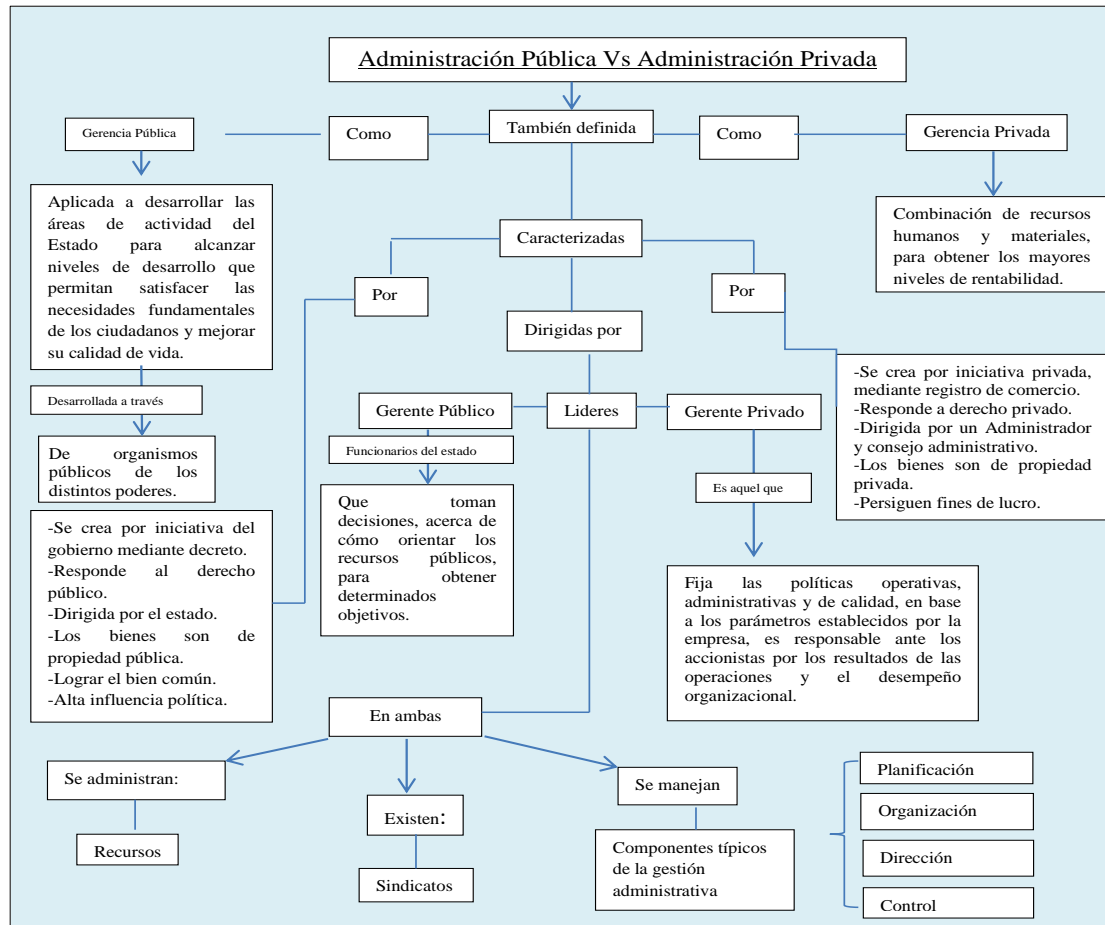 Administración Pública Vs Administración Privada
Gerencia Pública
Como
También definida
Como
Gerencia Privada
Aplicada a desarrollar las
áreas de actividad del
Estado para alcanzar
niveles de desarrollo que
permitan satisfacer las
necesidades fundamentales
de los ciudadanos y mejorar
su calidad de vida.
Combinación de recursos
humanos y materiales,
para obtener los mayores
niveles de rentabilidad.
Caracterizadas
Por
Por
Dirigidas por
Desarrollada a través
De organismos
públicos de los
distintos poderes.
Gerente Público
Lideres
Gerente Privado
-Se crea por iniciativa privada,
mediante registro de comercio.
-Responde a derecho privado.
-Dirigida por un Administrador
y consejo administrativo.
-Los bienes son de propiedad
privada.
-Persiguen fines de lucro.
Funcionarios del estado
Es aquel que
-Se crea por iniciativa del
gobierno mediante decreto.
-Responde al derecho
público.
-Dirigida por el estado.
-Los bienes son de
propiedad pública.
-Lograr el bien común.
-Alta influencia política.
Que toman
decisiones, acerca de
cómo orientar los
recursos públicos,
para obtener
determinados
objetivos.
Fija las políticas operativas,
administrativas y de calidad, en base
a los parámetros establecidos por la
empresa, es responsable ante los
accionistas por los resultados de las
operaciones y el desempeño
organizacional.
En ambas
Se administran:
Recursos
Existen:
Sindicatos
Se manejan
Componentes típicos
de la gestión
administrativa
Planificación
Organización
Dirección
Control